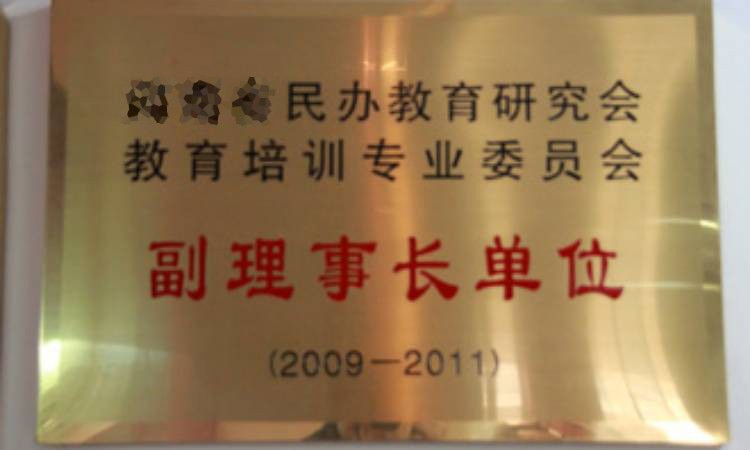 民办教育研究会
教育培训专业委员会
副理事长单位
(2009－2011)